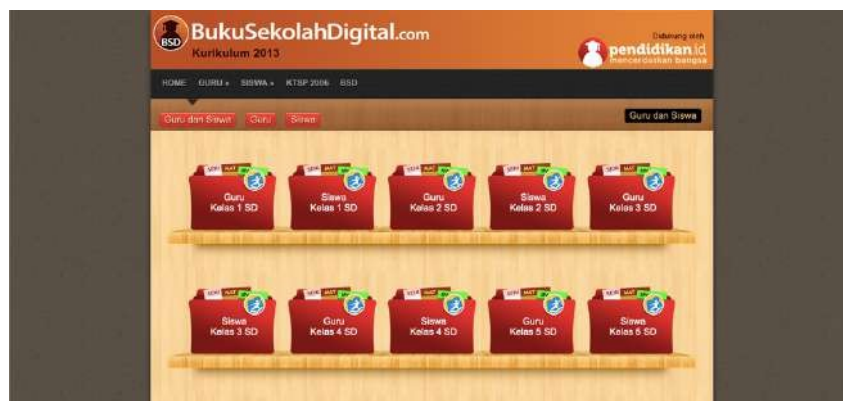 BSD
BukuSekolahDigital.com
Kurikulum 2013
Didukung oleh
pendidikan.id
mencerdaskan bangsa
HOME GURU SISWA KTSP 2006 BSD
Guru dan Siswa Guru Siswa
Guru dan Siswa
Guru
Kelas 1 SD
Siswa
Kelas 1 SD
Guru
Kelas 2 SD
Siswa
Kelas 2 SD
Guru
Kelas 3 SD
Siswa
Kelas 3 SD
Guru
Kelas 4 SD
Siswa
Kelas 4 SD
Guru
Kelas 5 SD
Siswa
Kelas 5 SD